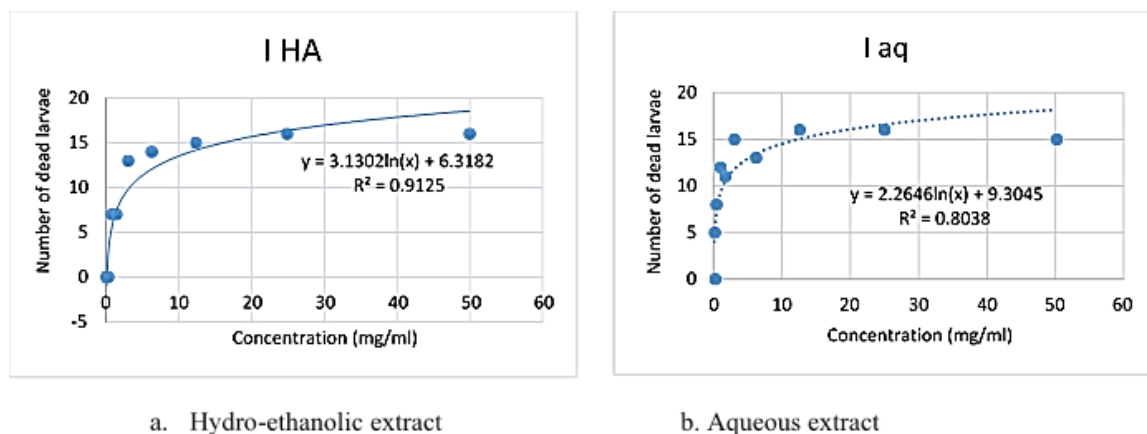 I HA
Number of dead larvae
20
15
10
5
0
-5
y = 3.1302ln(x) + 6.3182
R² = 0.9125
0 10 20 30 40 50 60
Concentration (mg/ml)
a. Hydro-ethanolic extract
I aq
Number of dead larvae
20
15
10
5
0
y = 2.2646ln(x) + 9.3045
R² = 0.8038
0 10 20 30 40 50 60
Concentration (mg/ml)
b. Aqueous extract